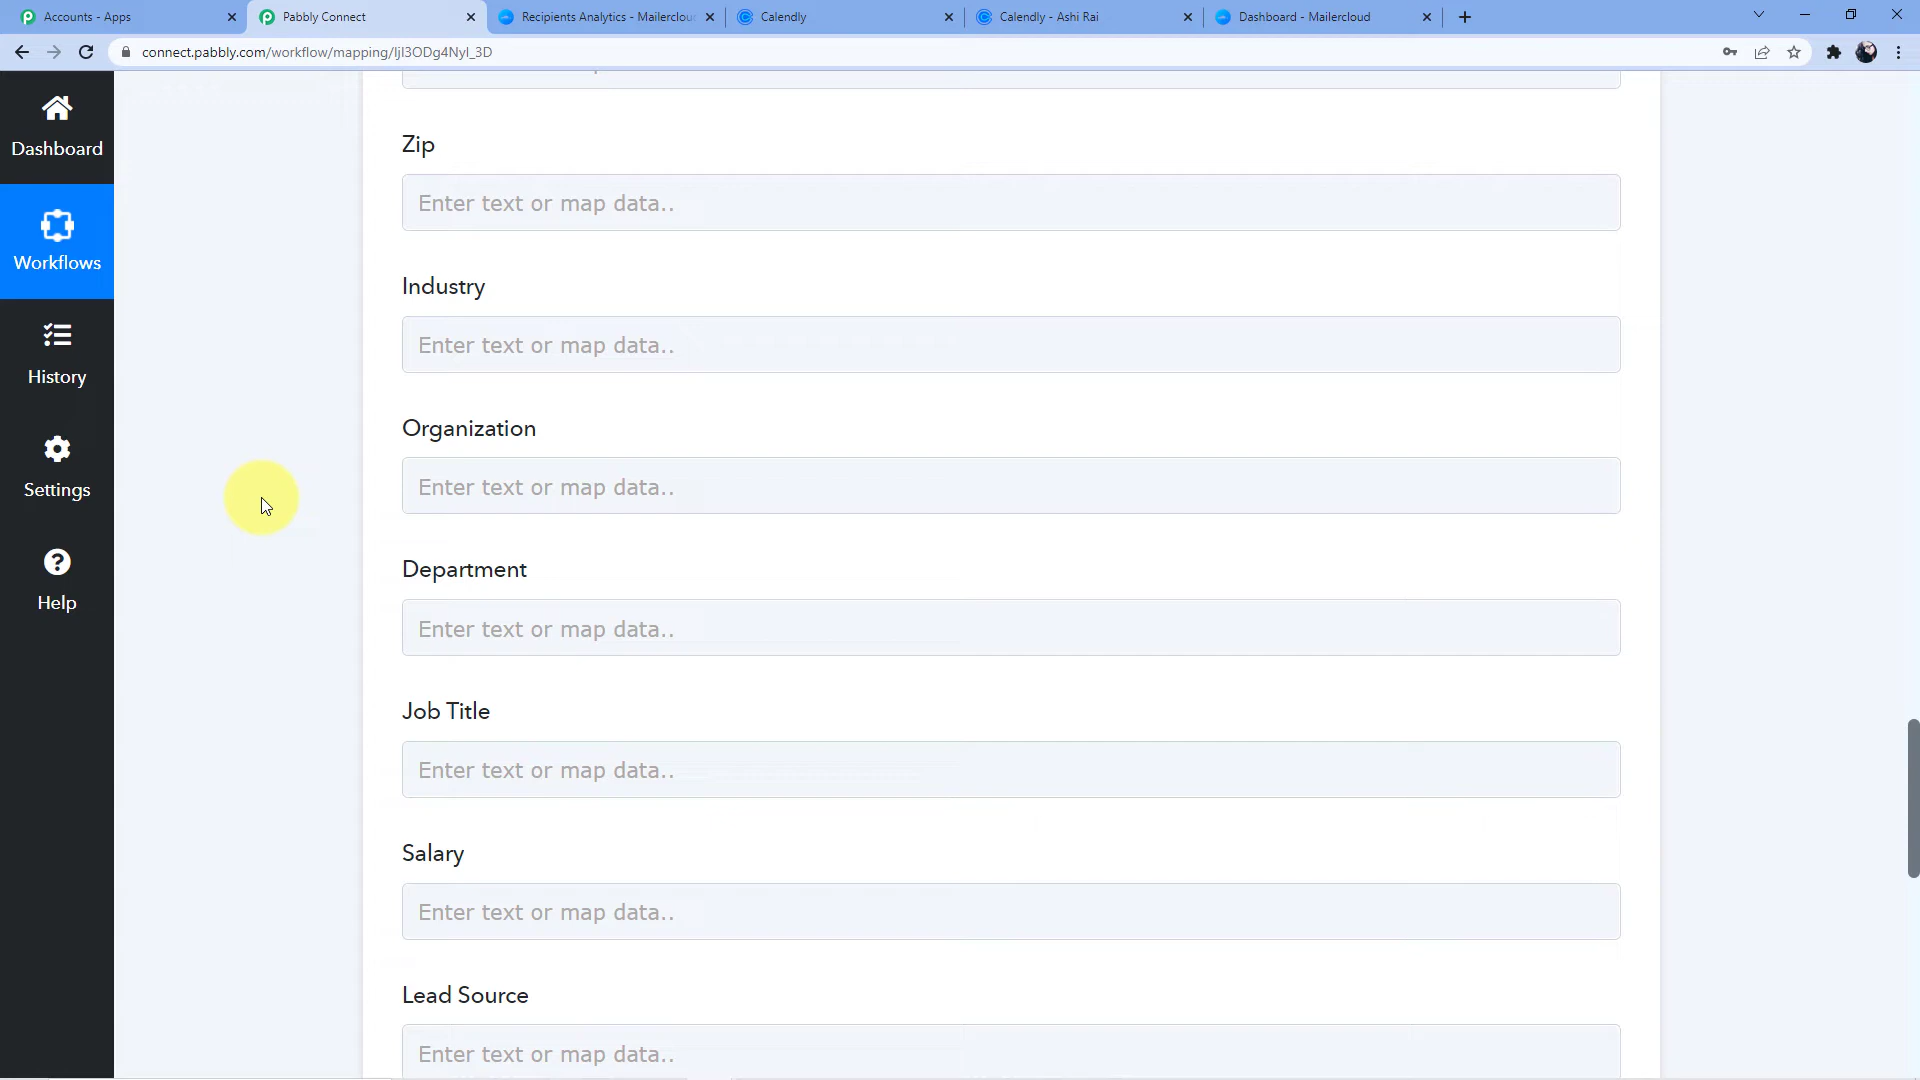 Accounts - Apps
Pabbly Connect
Recipients Analytics - Mailerclou
Calendly
Calendly - Ashi Rai
Dashboard - Mailercloud
connect.pabbly.com/workflow/mapping/IjI3ODg4NyI_3D
Dashboard
Workflows
History
Settings
Help
Zip
Enter text or map data..
Industry
Enter text or map data..
Organization
Enter text or map data..
Department
Enter text or map data..
Job Title
Enter text or map data..
Salary
Enter text or map data..
Lead Source
Enter text or map data..